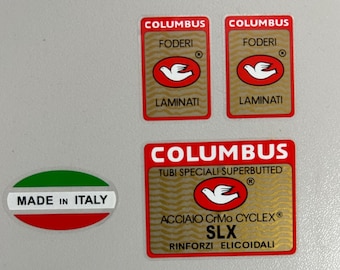 COLUMBUS
FODERI
®
LAMINATI
COLUMBUS
FODERI
®
LAMINATI
COLUMBUS
TUBI SPECIALI SUPERBUTTED
®
ACCIAIO CrMo CYCLEX®
SLX
RINFORZI ELICOIDALI
MADE IN ITALY